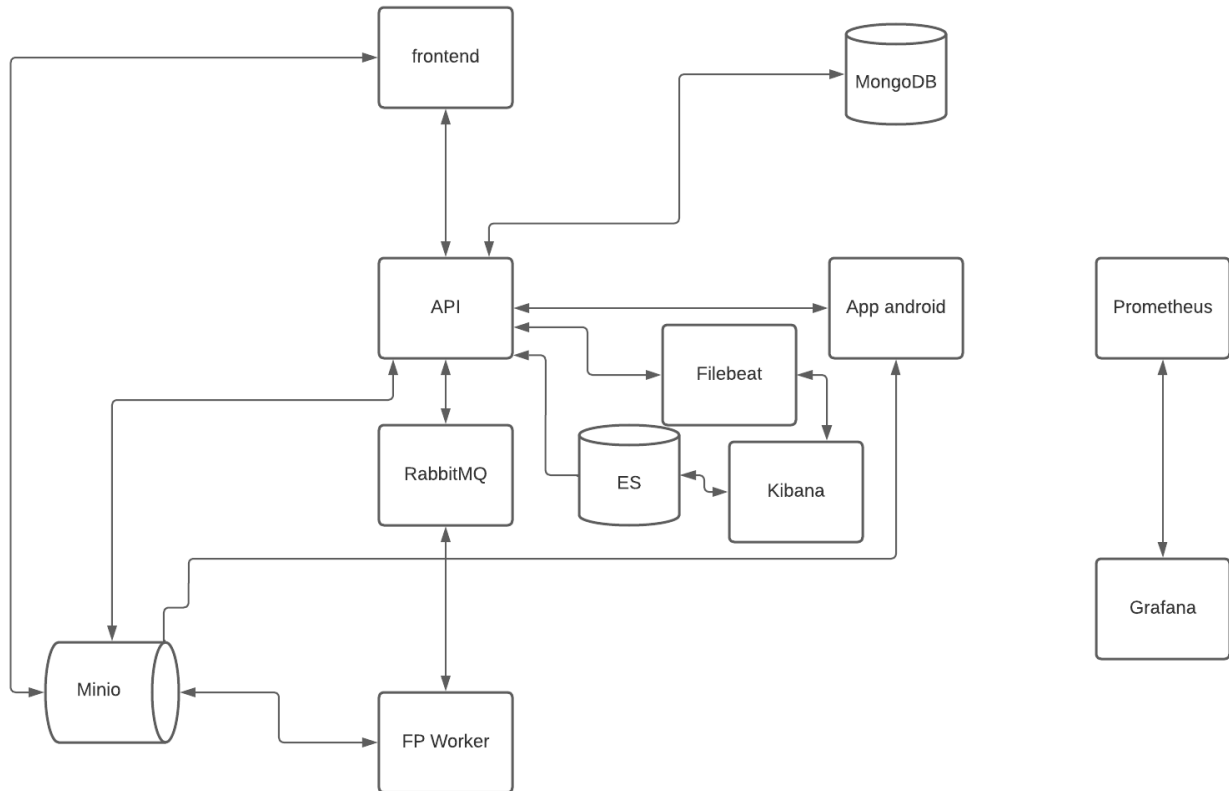 frontend
MongoDB
API
App android
Prometheus
Filebeat
RabbitMQ
ES
Kibana
Grafana
Minio
FP Worker